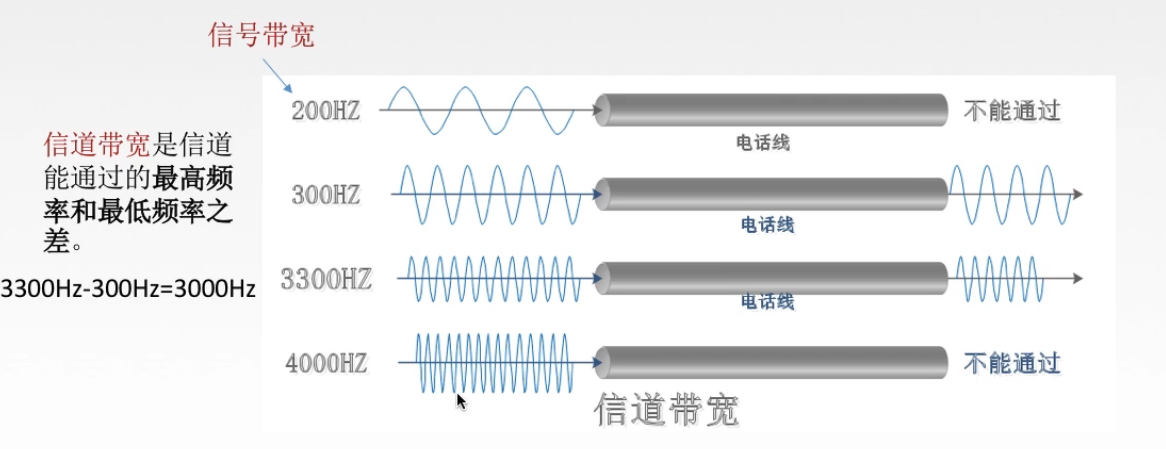 信号带宽
200HZ
不能通过
电话线
信道带宽是信道
能通过的最高频
率和最低频率之
差。
300HZ
电话线
3300Hz-300Hz=3000Hz
3300HZ
电话线
4000HZ
不能通过
信道带宽